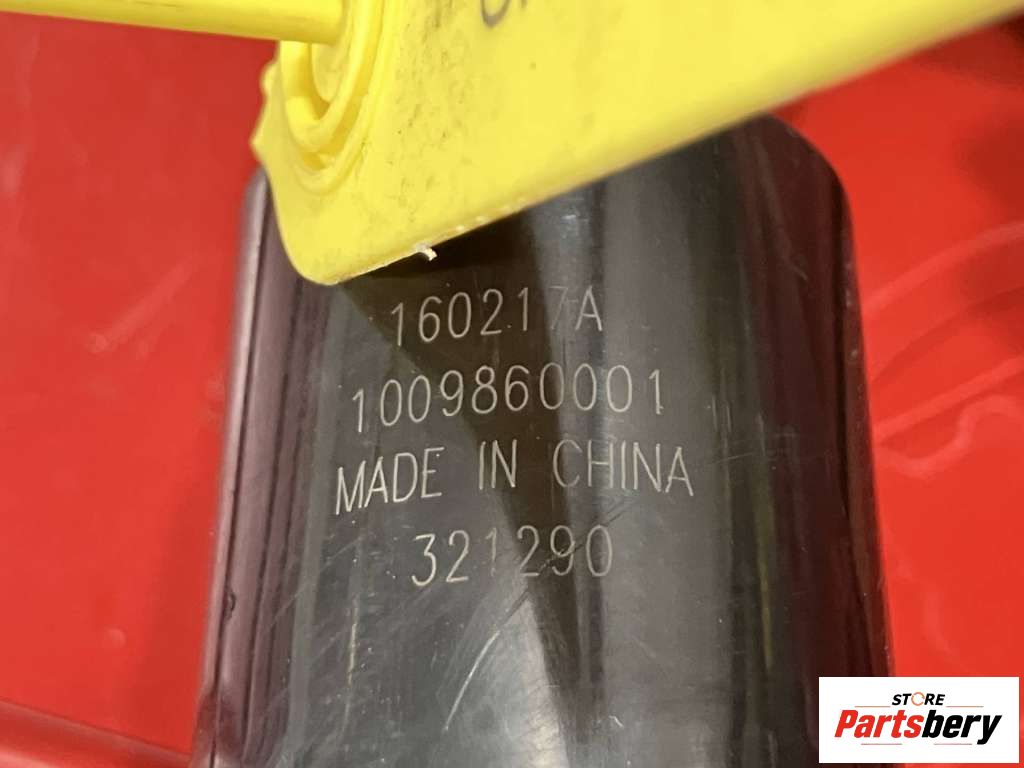 160217A
1009860001
MADE IN CHINA
321290
STORE
Partsbery